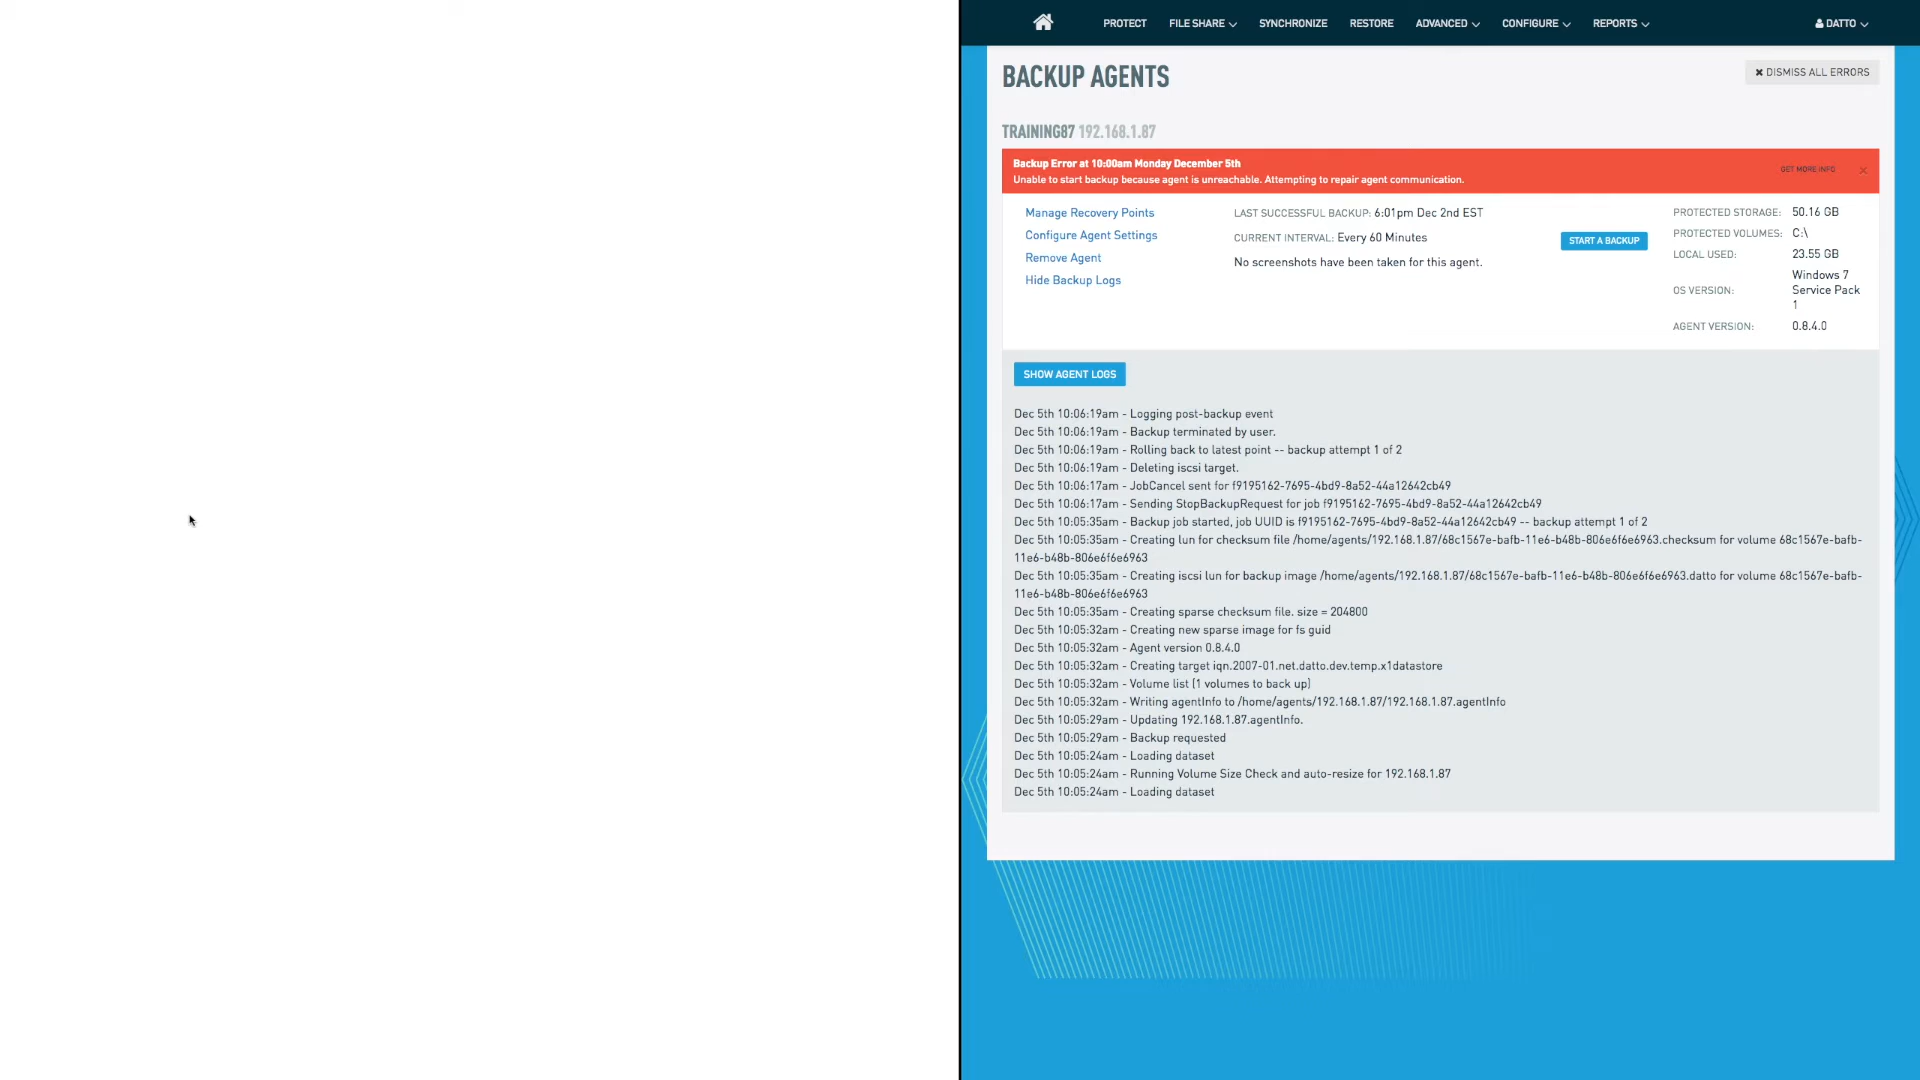 PROTECT FILE SHARE SYNCHRONIZE RESTORE ADVANCED CONFIGURE REPORTS DATTO
BACKUP AGENTS
✖ DISMISS ALL ERRORS
TRAINING87 192.168.1.87
Backup Error at 10:00am Monday December 5th
Unable to start backup because agent is unreachable. Attempting to repair agent communication.
GET MORE INFO ×
Manage Recovery Points
Configure Agent Settings
Remove Agent
Hide Backup Logs
LAST SUCCESSFUL BACKUP: 6:01pm Dec 2nd EST
CURRENT INTERVAL: Every 60 Minutes
No screenshots have been taken for this agent.
START A BACKUP
PROTECTED STORAGE: 50.16 GB
PROTECTED VOLUMES: C:\
LOCAL USED: 23.55 GB
OS VERSION: Windows 7
Service Pack
1
AGENT VERSION: 0.8.4.0
SHOW AGENT LOGS
Dec 5th 10:06:19am - Logging post-backup event
Dec 5th 10:06:19am - Backup terminated by user.
Dec 5th 10:06:19am - Rolling back to latest point -- backup attempt 1 of 2
Dec 5th 10:06:19am - Deleting iscsi target.
Dec 5th 10:06:17am - JobCancel sent for f9195162-7695-4bd9-8a52-44a12642cb49
Dec 5th 10:06:17am - Sending StopBackupRequest for job f9195162-7695-4bd9-8a52-44a12642cb49
Dec 5th 10:05:35am - Backup job started, job UUID is f9195162-7695-4bd9-8a52-44a12642cb49 -- backup attempt 1 of 2
Dec 5th 10:05:35am - Creating lun for checksum file /home/agents/192.168.1.87/68c1567e-bafb-11e6-b48b-806e6f6e6963.checksum for volume 68c1567e-bafb-
11e6-b48b-806e6f6e6963
Dec 5th 10:05:35am - Creating iscsi lun for backup image /home/agents/192.168.1.87/68c1567e-bafb-11e6-b48b-806e6f6e6963.datto for volume 68c1567e-bafb-
11e6-b48b-806e6f6e6963
Dec 5th 10:05:35am - Creating sparse checksum file. size = 204800
Dec 5th 10:05:32am - Creating new sparse image for fs guid
Dec 5th 10:05:32am - Agent version 0.8.4.0
Dec 5th 10:05:32am - Creating target iqn.2007-01.net.datto.dev.temp.x1datastore
Dec 5th 10:05:32am - Volume list (1 volumes to back up)
Dec 5th 10:05:32am - Writing agentInfo to /home/agents/192.168.1.87/192.168.1.87.agentInfo
Dec 5th 10:05:29am - Updating 192.168.1.87.agentInfo.
Dec 5th 10:05:29am - Backup requested
Dec 5th 10:05:24am - Loading dataset
Dec 5th 10:05:24am - Running Volume Size Check and auto-resize for 192.168.1.87
Dec 5th 10:05:24am - Loading dataset